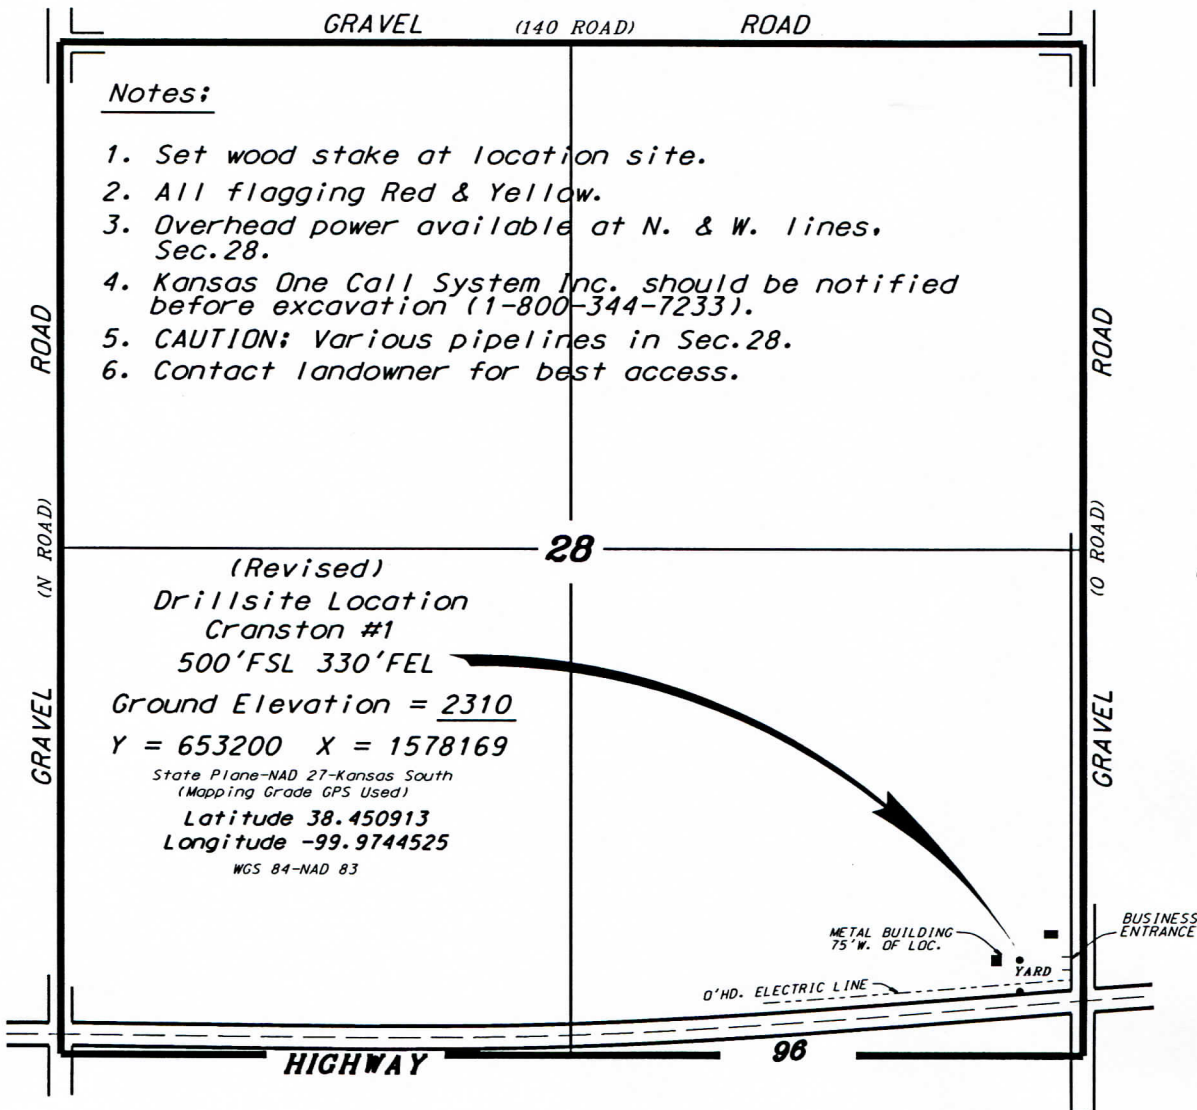 GRAVEL (140 ROAD) ROAD
Notes:
1. Set wood stake at location site.
2. All flagging Red & Yellow.
3. Overhead power available at N. & W. lines,
Sec.28.
4. Kansas One Call System Inc. should be notified
before excavation (1-800-344-7233).
5. CAUTION: Various pipelines in Sec.28.
6. Contact landowner for best access.
ROAD
(N ROAD)
GRAVEL
ROAD
(O ROAD)
GRAVEL
28
(Revised)
Drillsite Location
Cranston #1
500'FSL 330'FEL
Ground Elevation = 2310
Y = 653200 X = 1578169
State Plane-NAD 27-Kansas South
(Mapping Grade GPS Used)
Latitude 38.450913
Longitude -99.9744525
WGS 84-NAD 83
METAL BUILDING
75'W. OF LOC.
BUSINESS
ENTRANCE
YARD
O'HD. ELECTRIC LINE
HIGHWAY 96